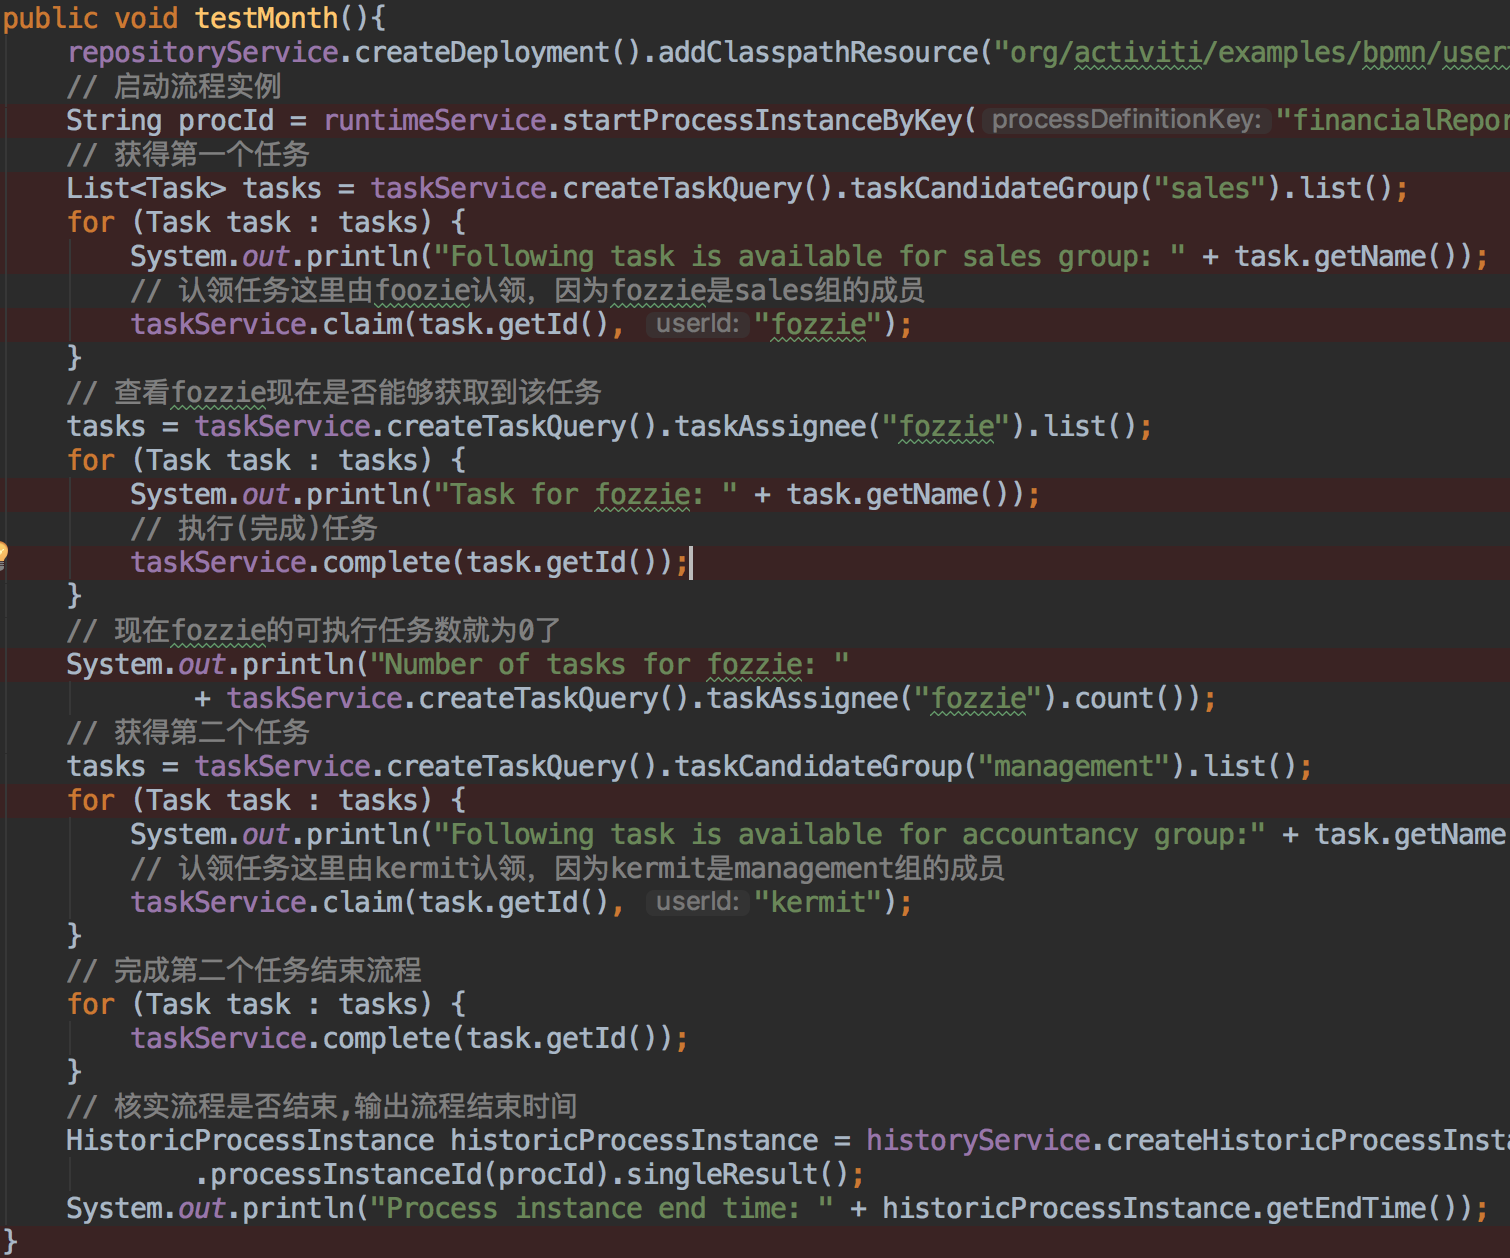 public void testMonth(){
    repositoryService.createDeployment().addClasspathResource("org/activiti/examples/bpmn/user
    // 启动流程实例
    String procId = runtimeService.startProcessInstanceByKey( processDefinitionKey: "financialRepor
    // 获得第一个任务
    List<Task> tasks = taskService.createTaskQuery().taskCandidateGroup("sales").list();
    for (Task task : tasks) {
        System.out.println("Following task is available for sales group: " + task.getName());
        // 认领任务这里由foozie认领，因为fozzie是sales组的成员
        taskService.claim(task.getId(), userId: "fozzie");
    }
    // 查看fozzie现在是否能够获取到该任务
    tasks = taskService.createTaskQuery().taskAssignee("fozzie").list();
    for (Task task : tasks) {
        System.out.println("Task for fozzie: " + task.getName());
        // 执行(完成)任务
        taskService.complete(task.getId());
    }
    // 现在fozzie的可执行任务数就为0了
    System.out.println("Number of tasks for fozzie: "
            + taskService.createTaskQuery().taskAssignee("fozzie").count());
    // 获得第二个任务
    tasks = taskService.createTaskQuery().taskCandidateGroup("management").list();
    for (Task task : tasks) {
        System.out.println("Following task is available for accountancy group:" + task.getName
        // 认领任务这里由kermit认领，因为kermit是management组的成员
        taskService.claim(task.getId(), userId: "kermit");
    }
    // 完成第二个任务结束流程
    for (Task task : tasks) {
        taskService.complete(task.getId());
    }
    // 核实流程是否结束,输出流程结束时间
    HistoricProcessInstance historicProcessInstance = historyService.createHistoricProcessInsta
            .processInstanceId(procId).singleResult();
    System.out.println("Process instance end time: " + historicProcessInstance.getEndTime());
}